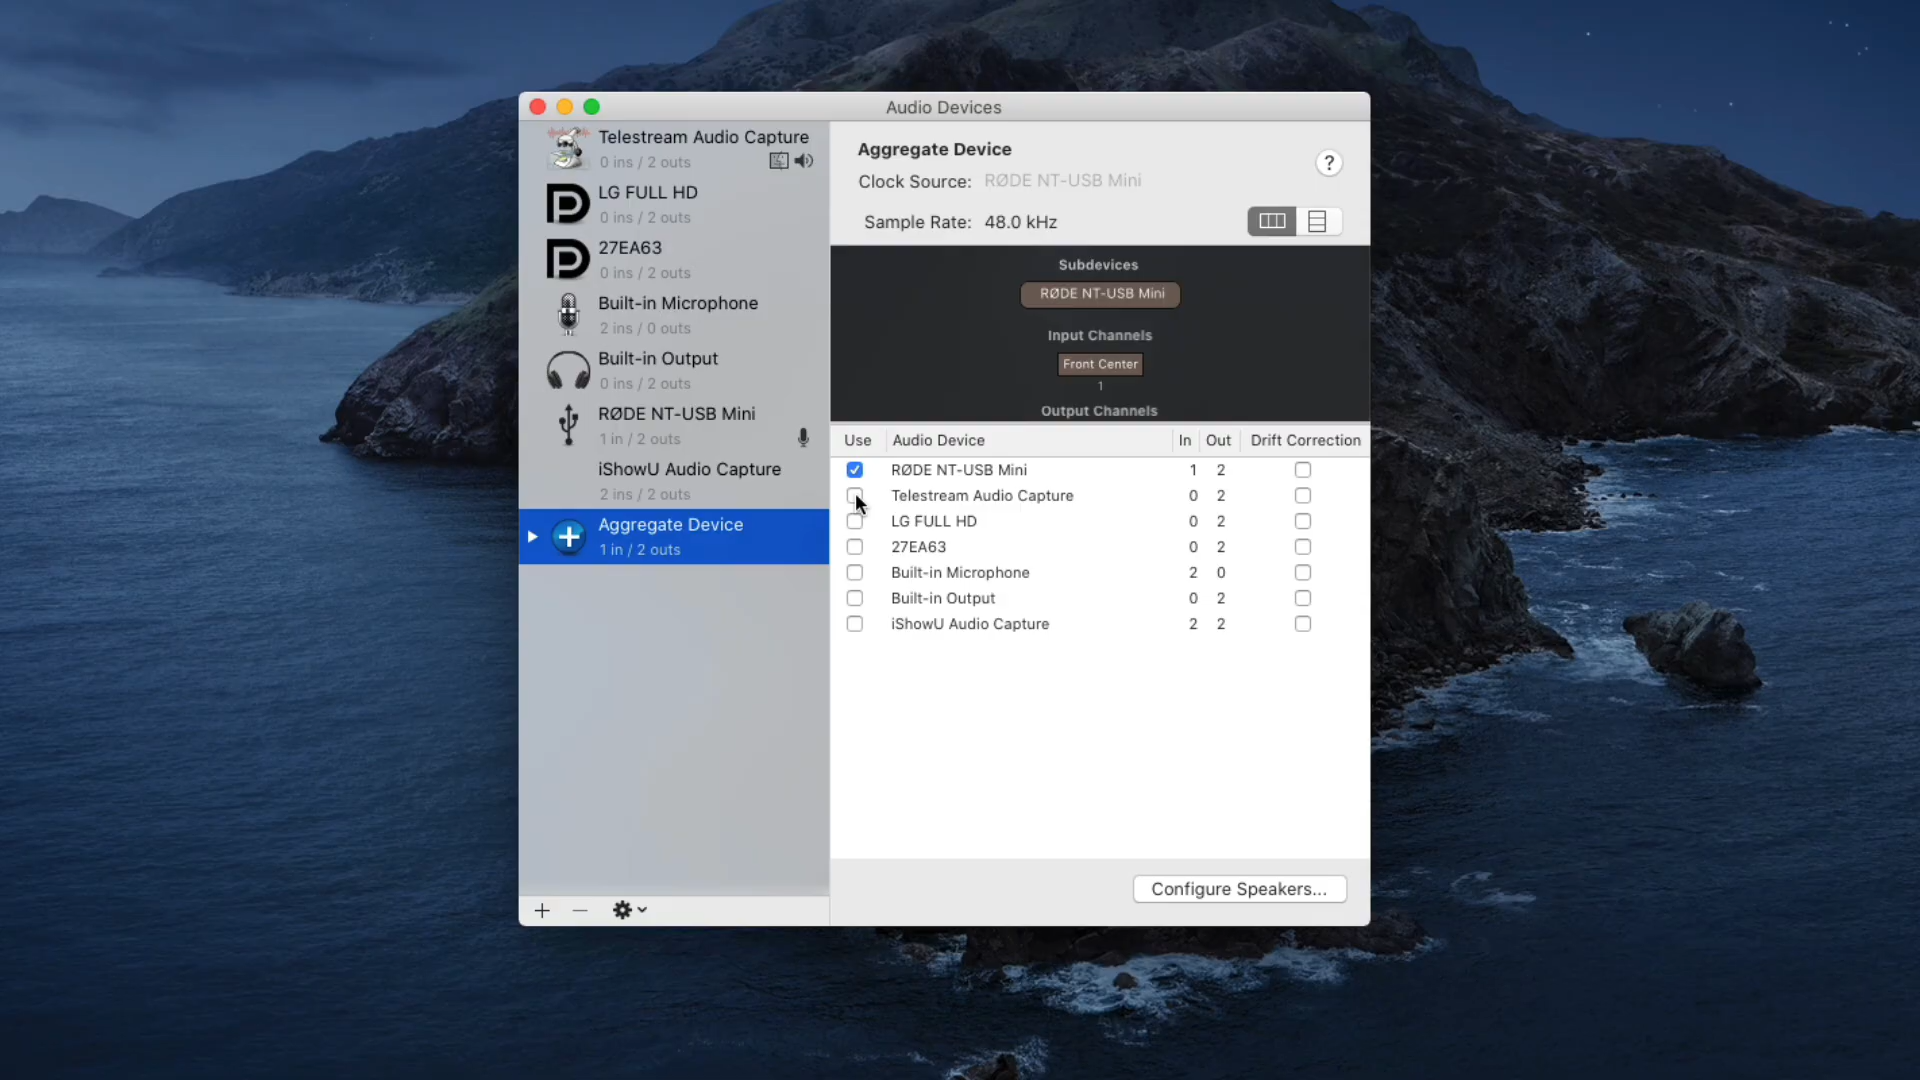 Audio Devices
Telestream Audio Capture
0 ins / 2 outs
LG FULL HD
0 ins / 2 outs
27EA63
0 ins / 2 outs
Built-in Microphone
2 ins / 0 outs
Built-in Output
0 ins / 2 outs
RØDE NT-USB Mini
1 in / 2 outs
iShowU Audio Capture
2 ins / 2 outs
Aggregate Device
1 in / 2 outs
Aggregate Device
?
Clock Source: RØDE NT-USB Mini
Sample Rate: 48.0 kHz
Subdevices
RØDE NT-USB Mini
Input Channels
Front Center
1
Output Channels
Use Audio Device In Out Drift Correction
RØDE NT-USB Mini 1 2
Telestream Audio Capture 0 2
LG FULL HD 0 2
27EA63 0 2
Built-in Microphone 2 0
Built-in Output 0 2
iShowU Audio Capture 2 2
Configure Speakers...